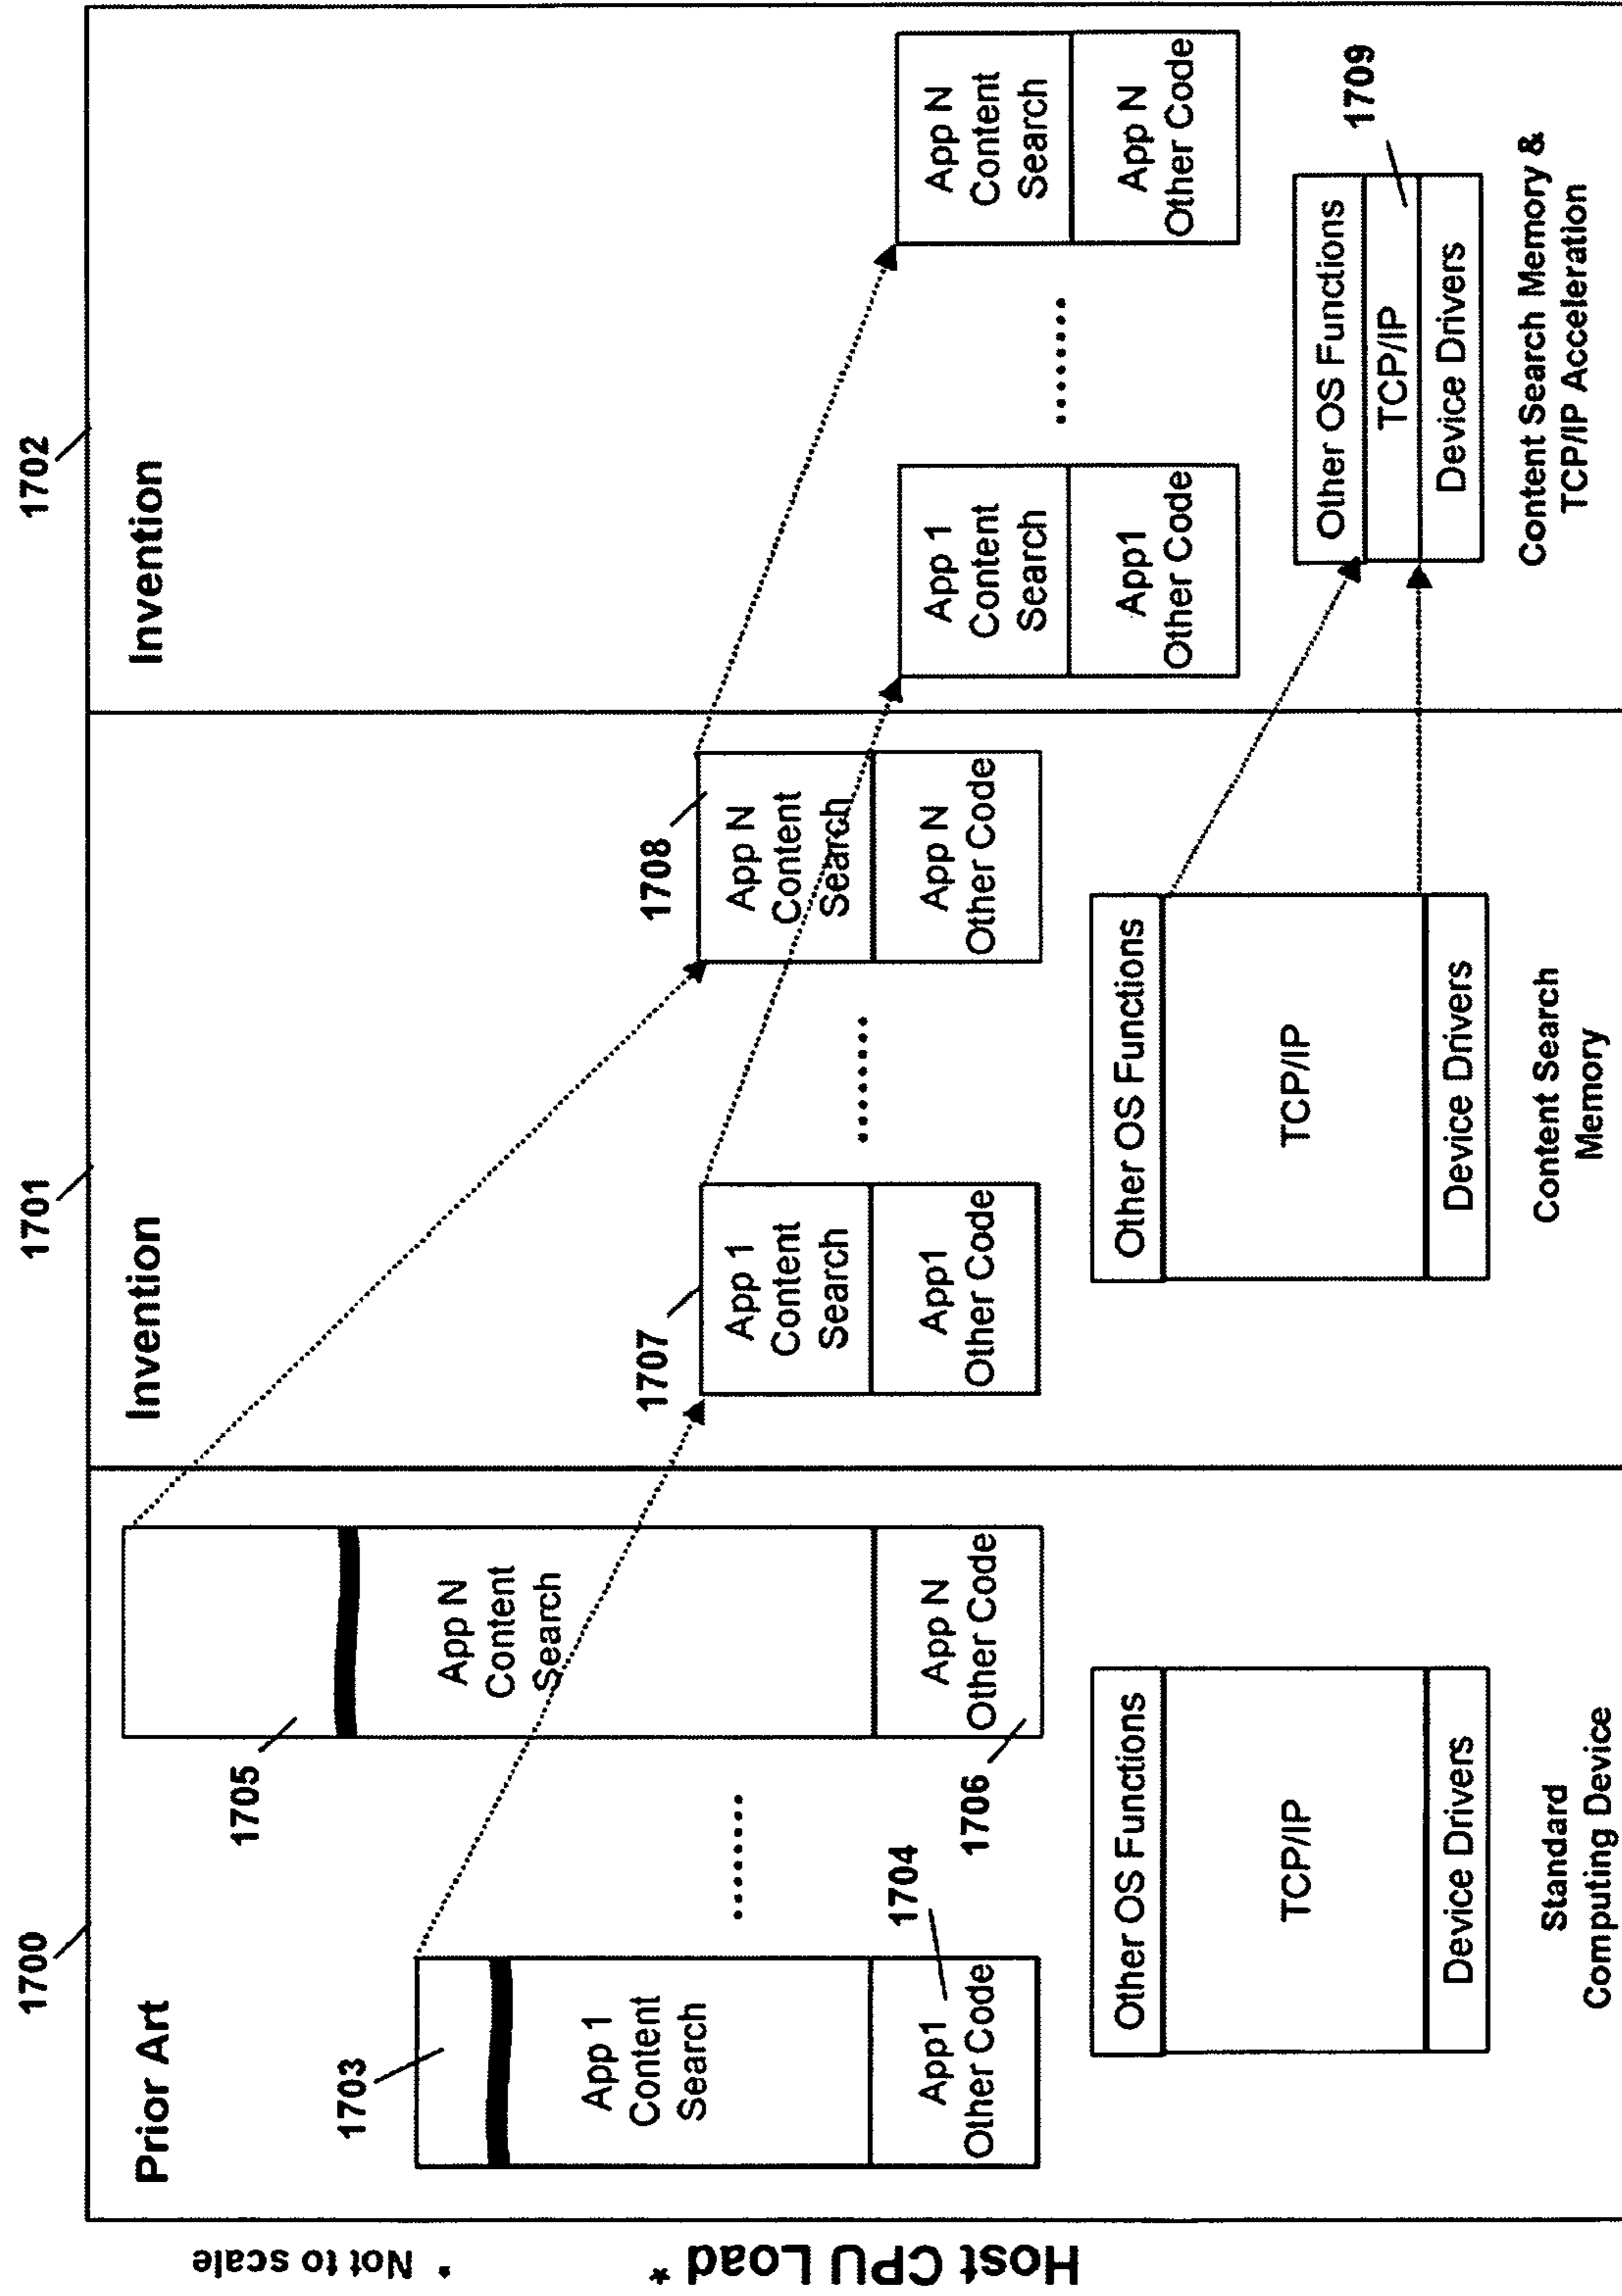 1700
1701
1702
Prior Art
Invention
Invention
1703
App 1
Content
Search
1704
App1
Other Code
.......
1705
App N
Content
Search
1706
App N
Other Code
1707
App 1
Content
Search
App1
Other Code
.......
1708
App N
Content
Search
App N
Other Code
App 1
Content
Search
App1
Other Code
.......
App N
Content
Search
App N
Other Code
Other OS Functions
TCP/IP
Device Drivers
Other OS Functions
TCP/IP
Device Drivers
Other OS Functions
TCP/IP
Device Drivers
1709
Standard
Computing Device
Content Search
Memory
Content Search Memory &
TCP/IP Acceleration
Host CPU Load *
* Not to scale